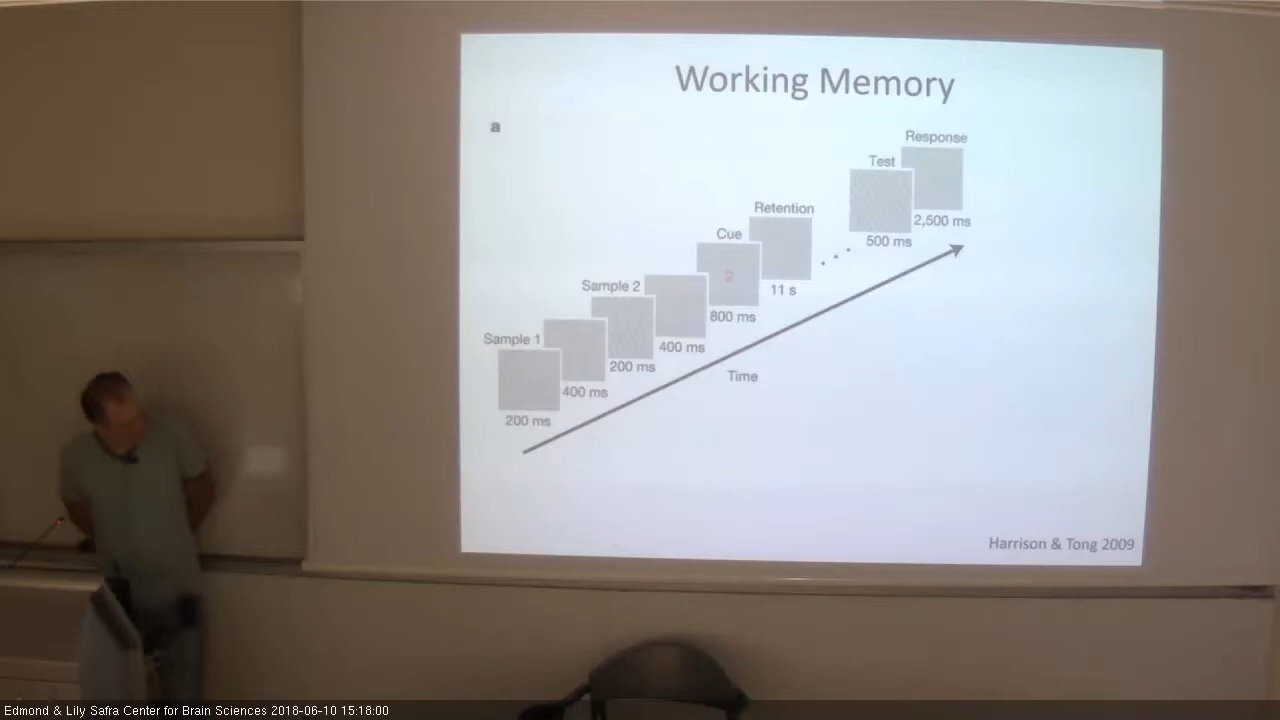 Working Memory
a
Response
Test
2,500 ms
500 ms
Retention
Cue
2
11 s
800 ms
Sample 2
400 ms
200 ms
Sample 1
400 ms
200 ms
Time
Harrison & Tong 2009
Edmond & Lily Safra Center for Brain Sciences 2018-06-10 15:18:00